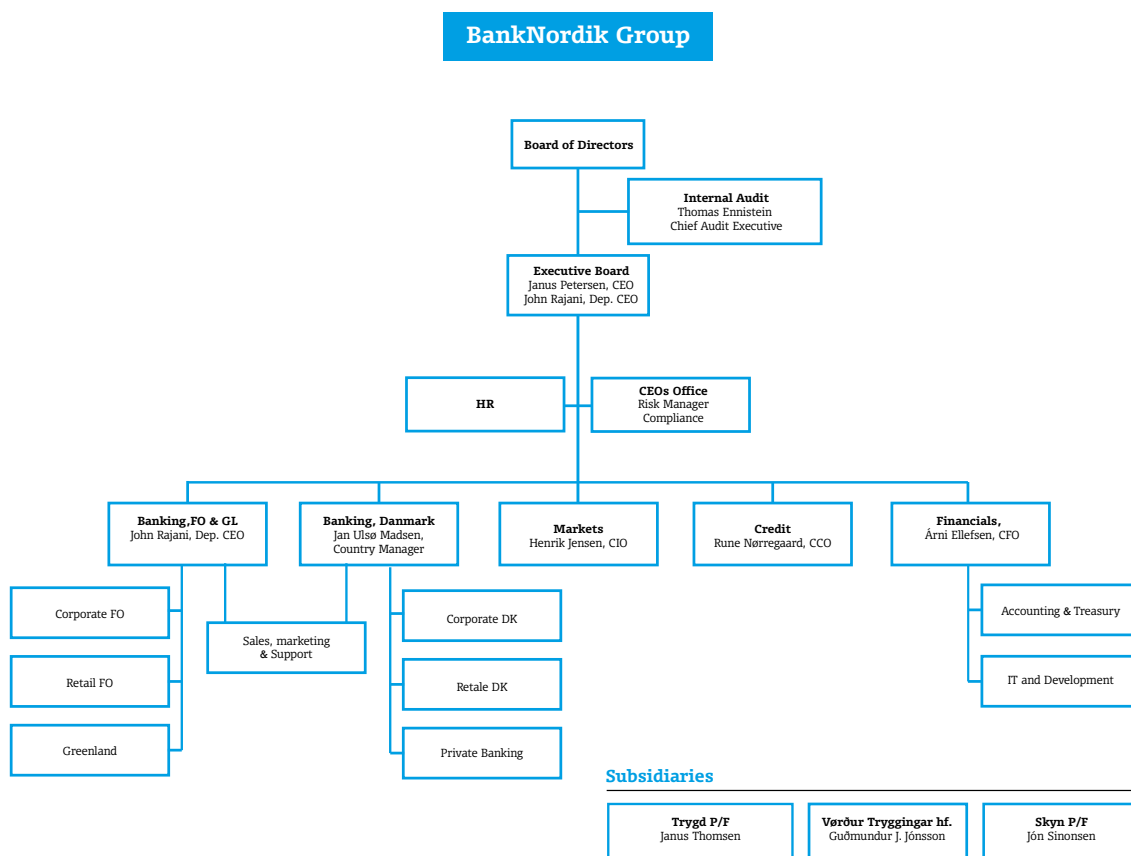 BankNordik Group
Board of Directors
Internal Audit
Thomas Ennistein
Chief Audit Executive
Executive Board
Janus Petersen, CEO
John Rajani, Dep. CEO
HR
CEOs Office
Risk Manager
Compliance
Banking,FO & GL
John Rajani, Dep. CEO
Banking, Danmark
Jan Ulsø Madsen,
Country Manager
Markets
Henrik Jensen, CIO
Credit
Rune Nørregaard, CCO
Financials,
Árni Ellefsen, CFO
Corporate FO
Retail FO
Greenland
Sales, marketing
& Support
Corporate DK
Retale DK
Private Banking
Accounting & Treasury
IT and Development
Subsidiaries
Trygd P/F
Janus Thomsen
Vørður Tryggingar hf.
Guðmundur J. Jónsson
Skyn P/F
Jón Sinonsen